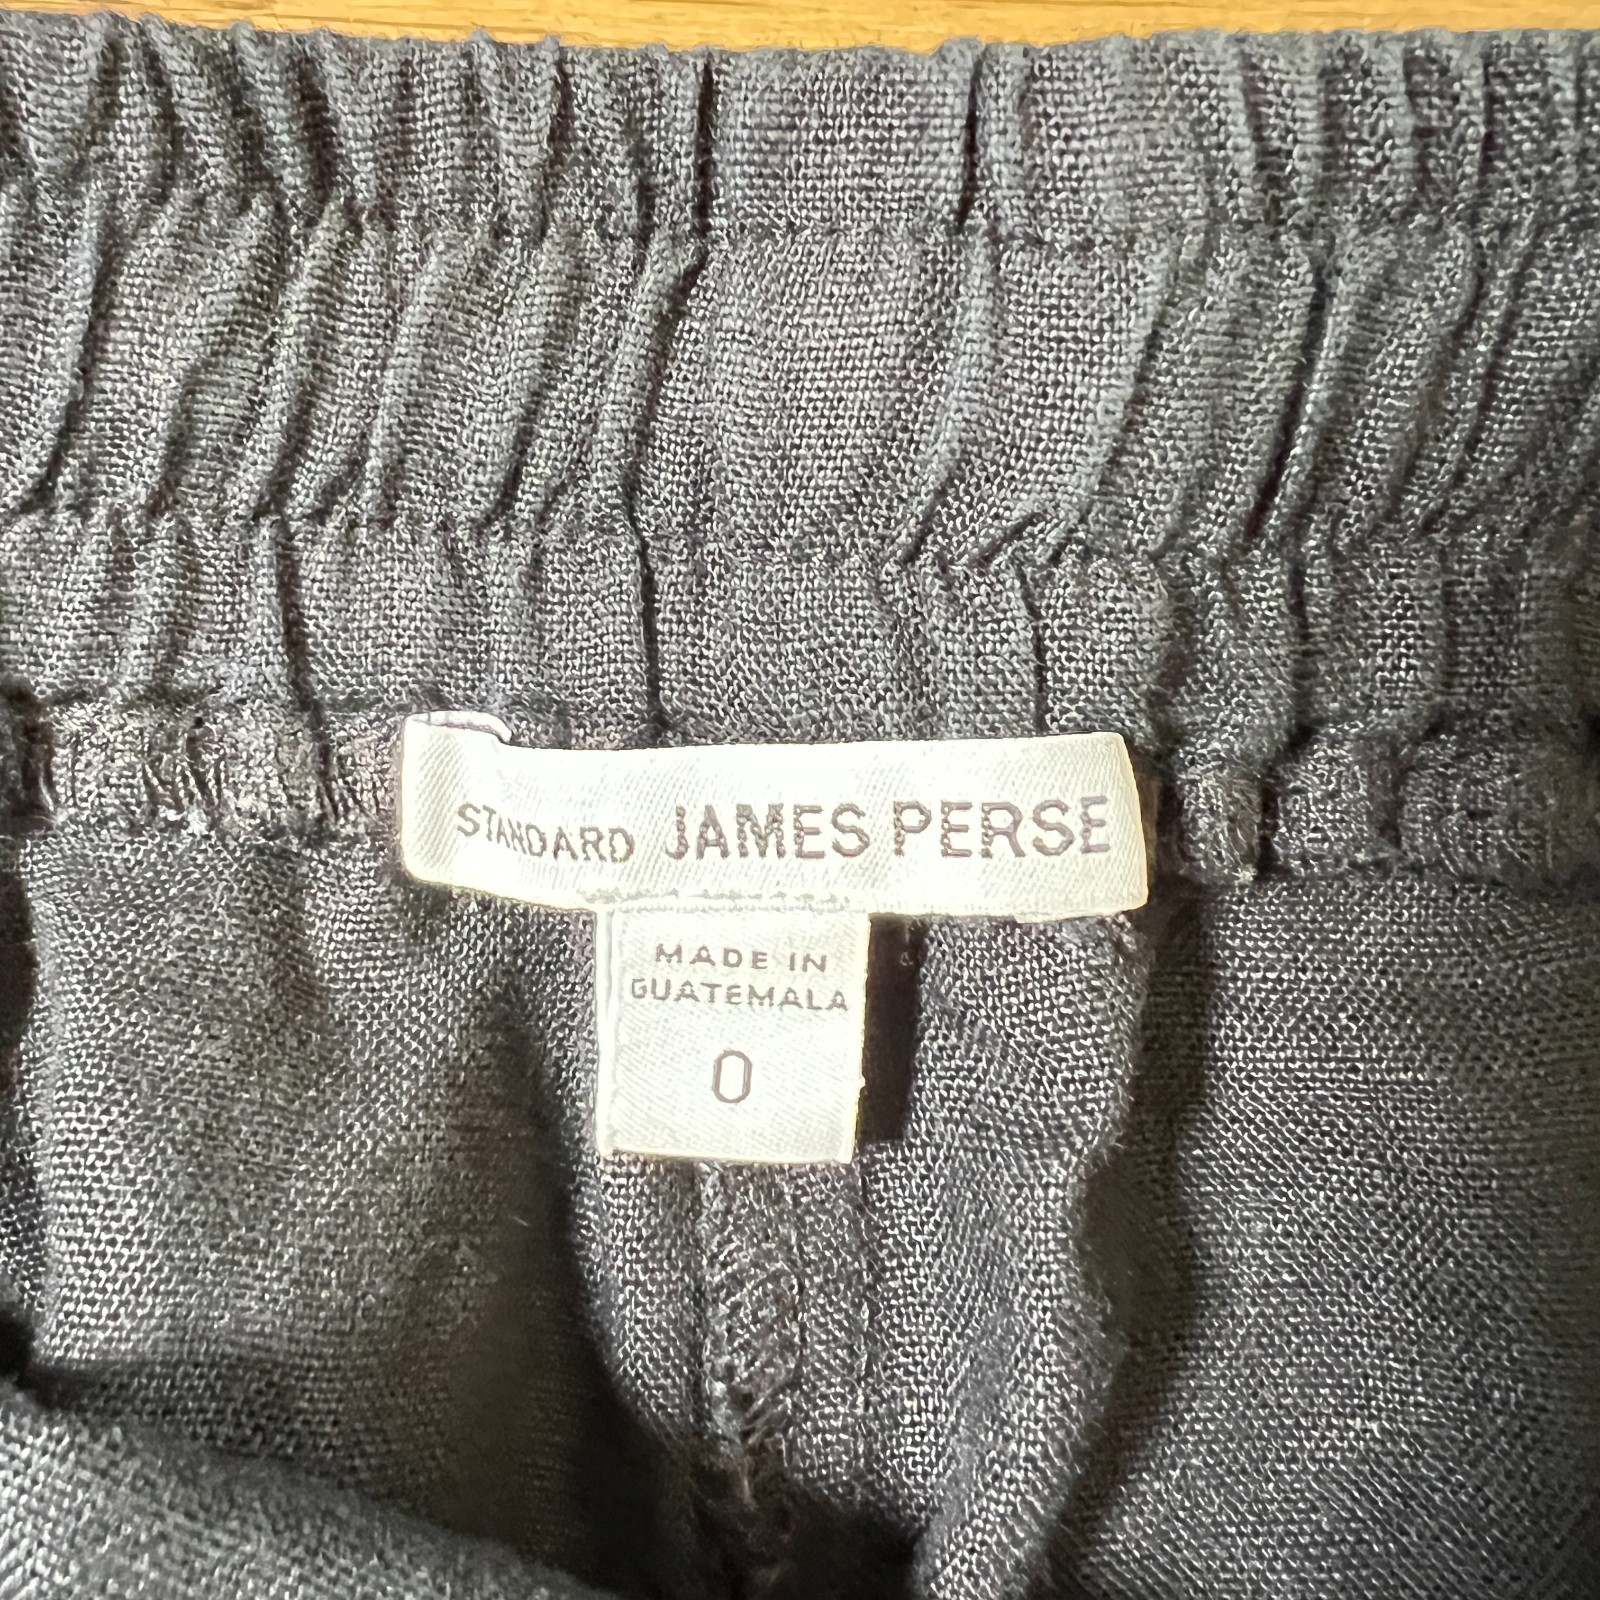 STANDARD JAMES PERSE
MADE IN
GUATEMALA
0